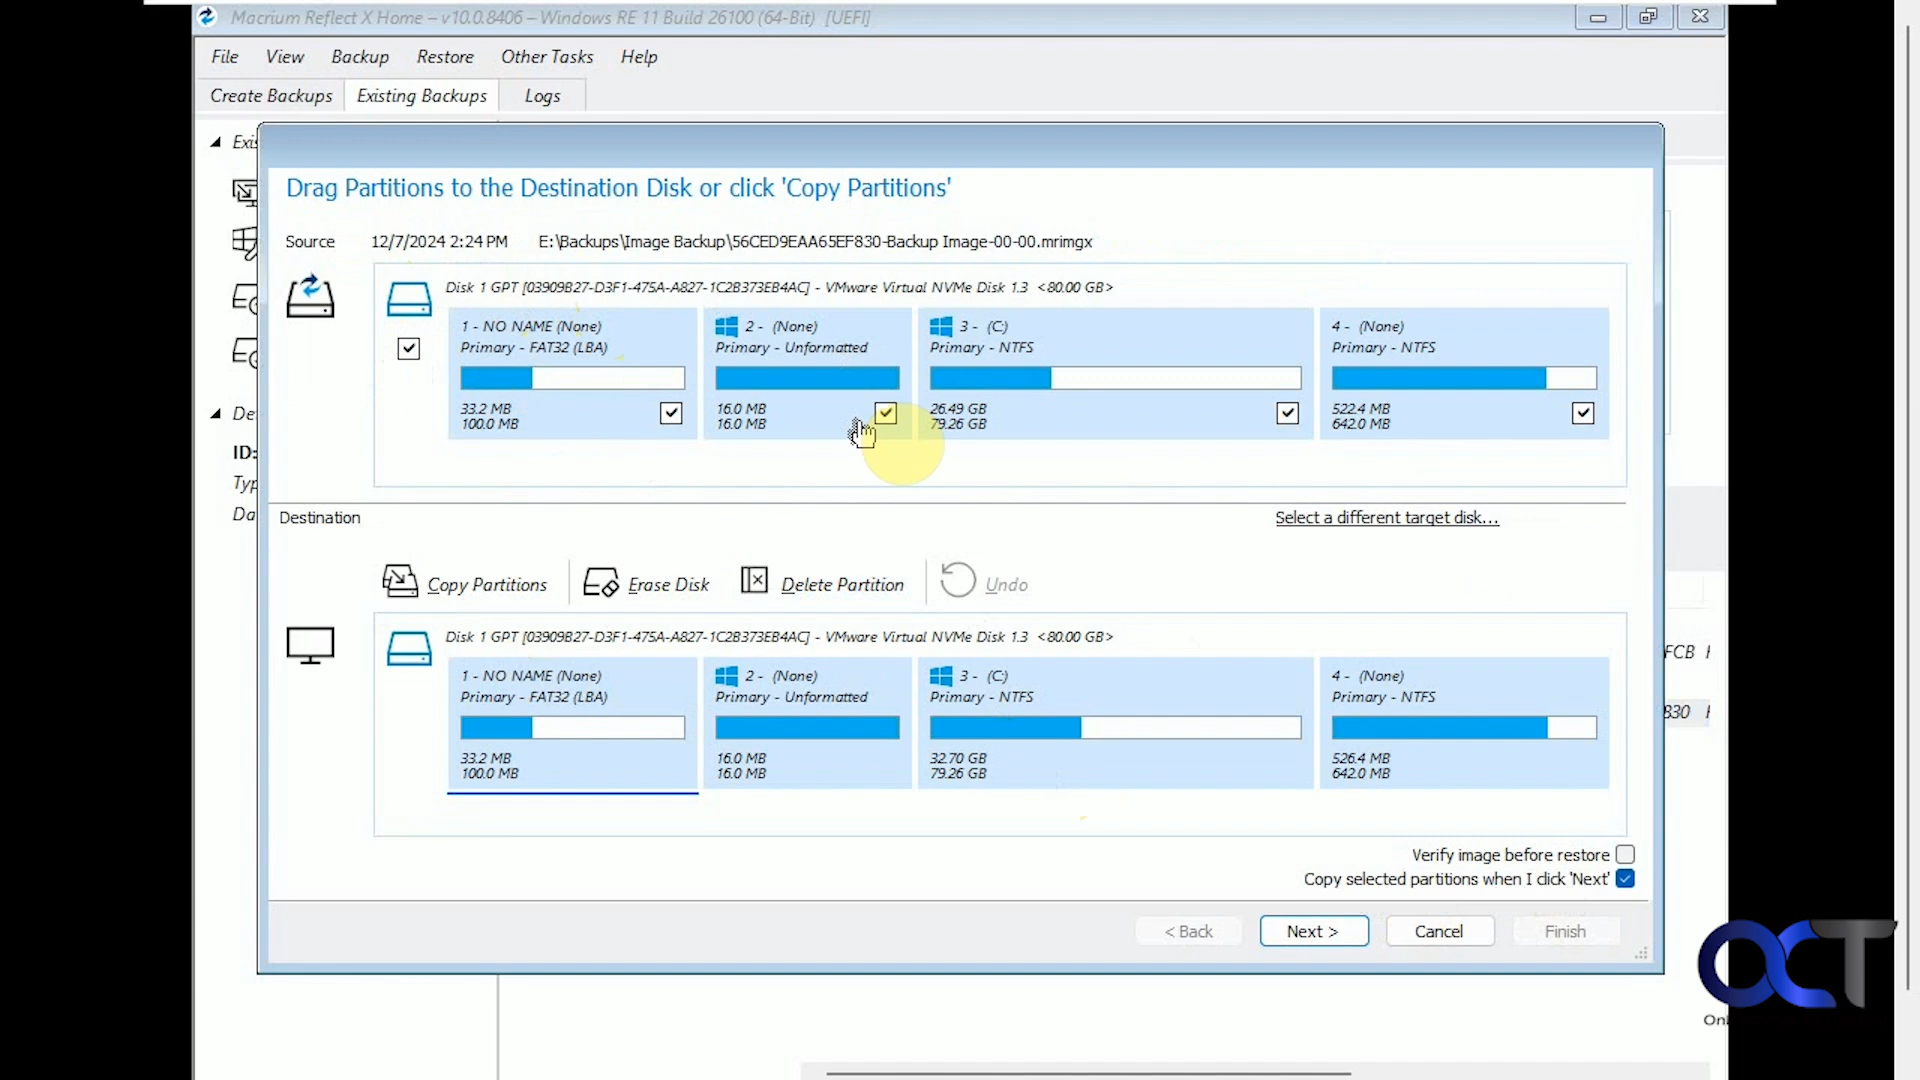 Macrium Reflect X Home – v10.0.8406 – Windows RE 11 Build 26100 (64-Bit) [UEFI]
File View Backup Restore Other Tasks Help
Create Backups Existing Backups Logs
Exis
Drag Partitions to the Destination Disk or click 'Copy Partitions'
Source 12/7/2024 2:24 PM E:\Backups\Image Backup\56CED9EAA65EF830-Backup Image-00-00.mrimgx
Disk 1 GPT [03909B27-D3F1-475A-A827-1C2B373EB4AC] - VMware Virtual NVMe Disk 1.3 <80.00 GB>
1 - NO NAME (None) 2 - (None) 3 - (C:) 4 - (None)
Primary - FAT32 (LBA) Primary - Unformatted Primary - NTFS Primary - NTFS
33.2 MB 16.0 MB 26.49 GB 522.4 MB
100.0 MB 16.0 MB 79.26 GB 642.0 MB
De
ID:
Typ
Da
Destination Select a different target disk...
Copy Partitions Erase Disk Delete Partition Undo
Disk 1 GPT [03909B27-D3F1-475A-A827-1C2B373EB4AC] - VMware Virtual NVMe Disk 1.3 <80.00 GB>
1 - NO NAME (None) 2 - (None) 3 - (C:) 4 - (None)
Primary - FAT32 (LBA) Primary - Unformatted Primary - NTFS Primary - NTFS
33.2 MB 16.0 MB 32.70 GB 526.4 MB
100.0 MB 16.0 MB 79.26 GB 642.0 MB
FCB
830
Verify image before restore
Copy selected partitions when I click 'Next'
< Back Next > Cancel Finish
OCT
Onl